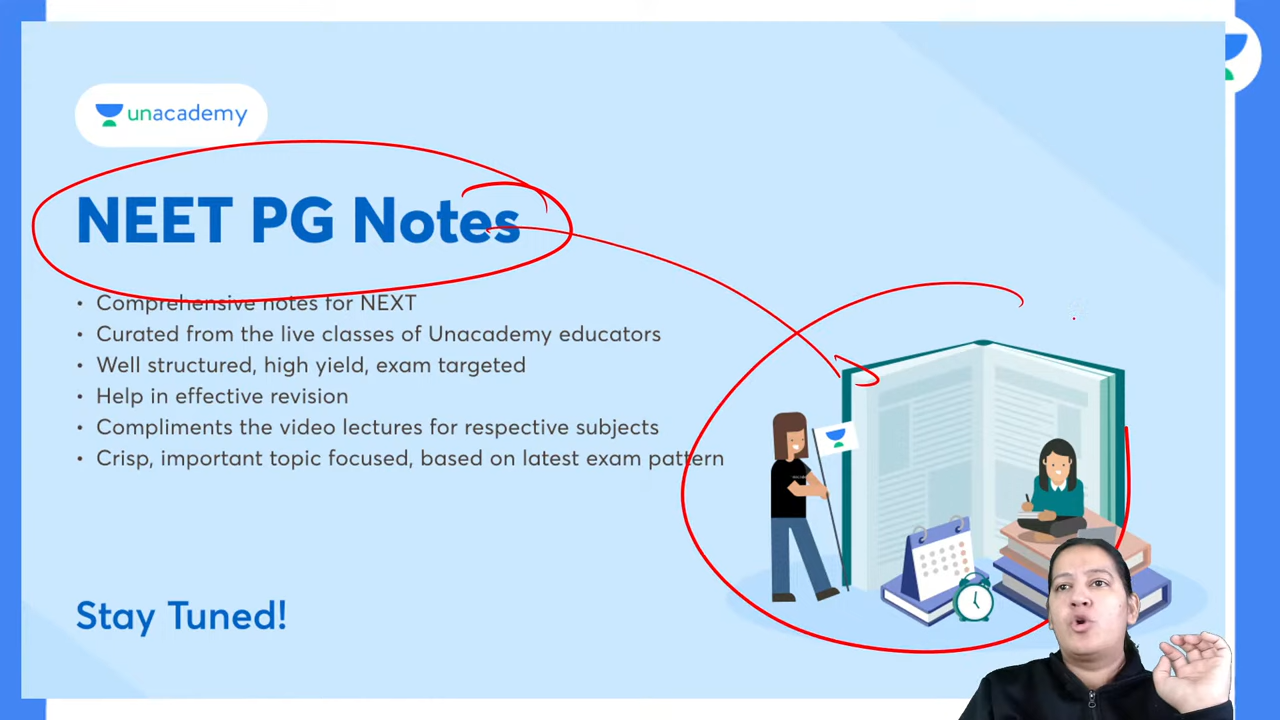 unacademy
NEET PG Notes
• Comprehensive notes for NEXT
• Curated from the live classes of Unacademy educators
• Well structured, high yield, exam targeted
• Help in effective revision
• Compliments the video lectures for respective subjects
• Crisp, important topic focused, based on latest exam pattern
Stay Tuned!